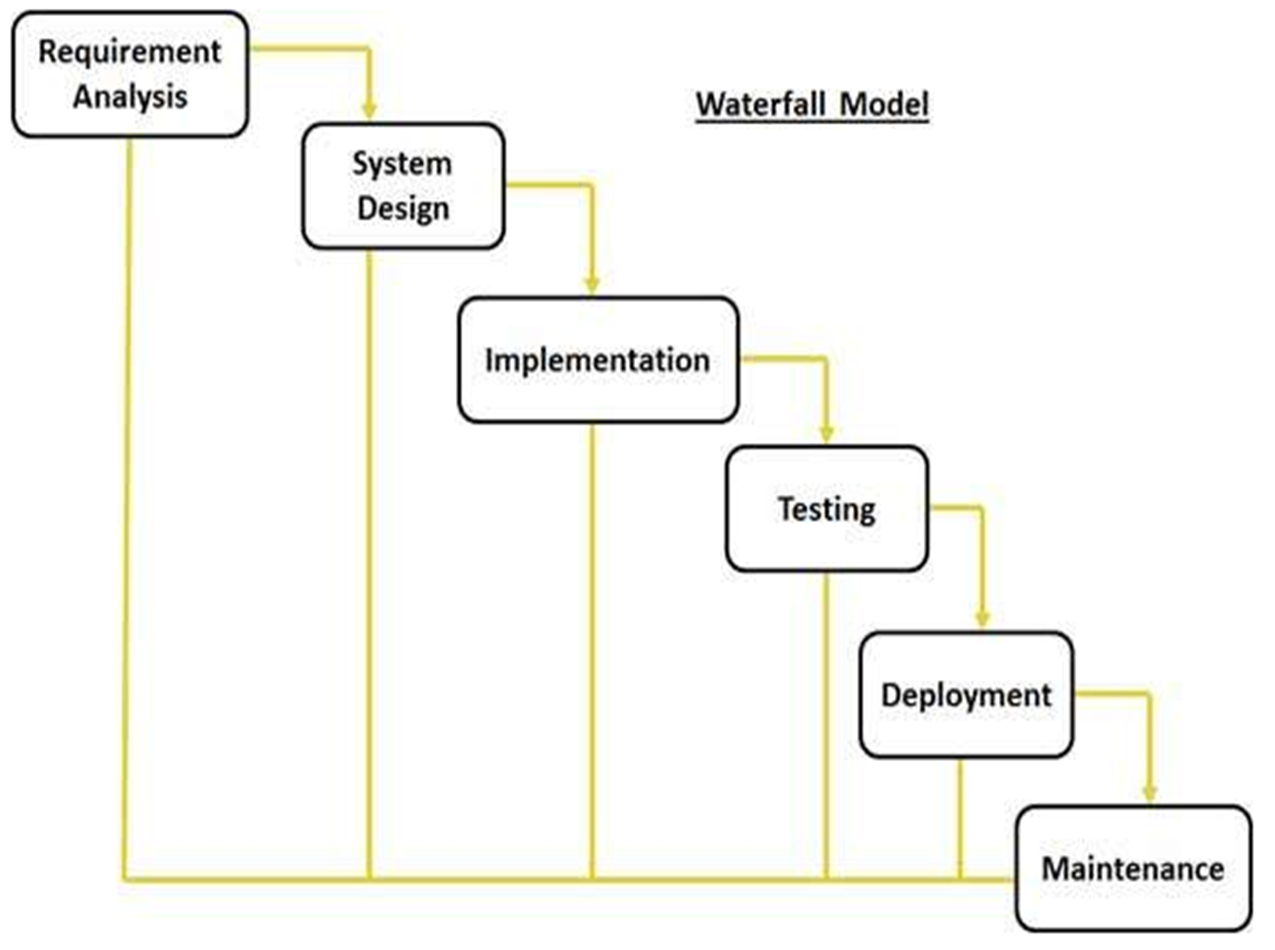 Requirement
Analysis
Waterfall Model
System
Design
Implementation
Testing
Deployment
Maintenance